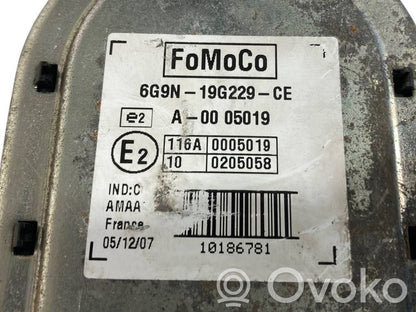 FoMoCo
6G9N-19G229-CE
e2 A-00 05019
E2 116A 0005019
10 0205058
IND:C
AMAA
France
05/12/07
10186781
Ovoko